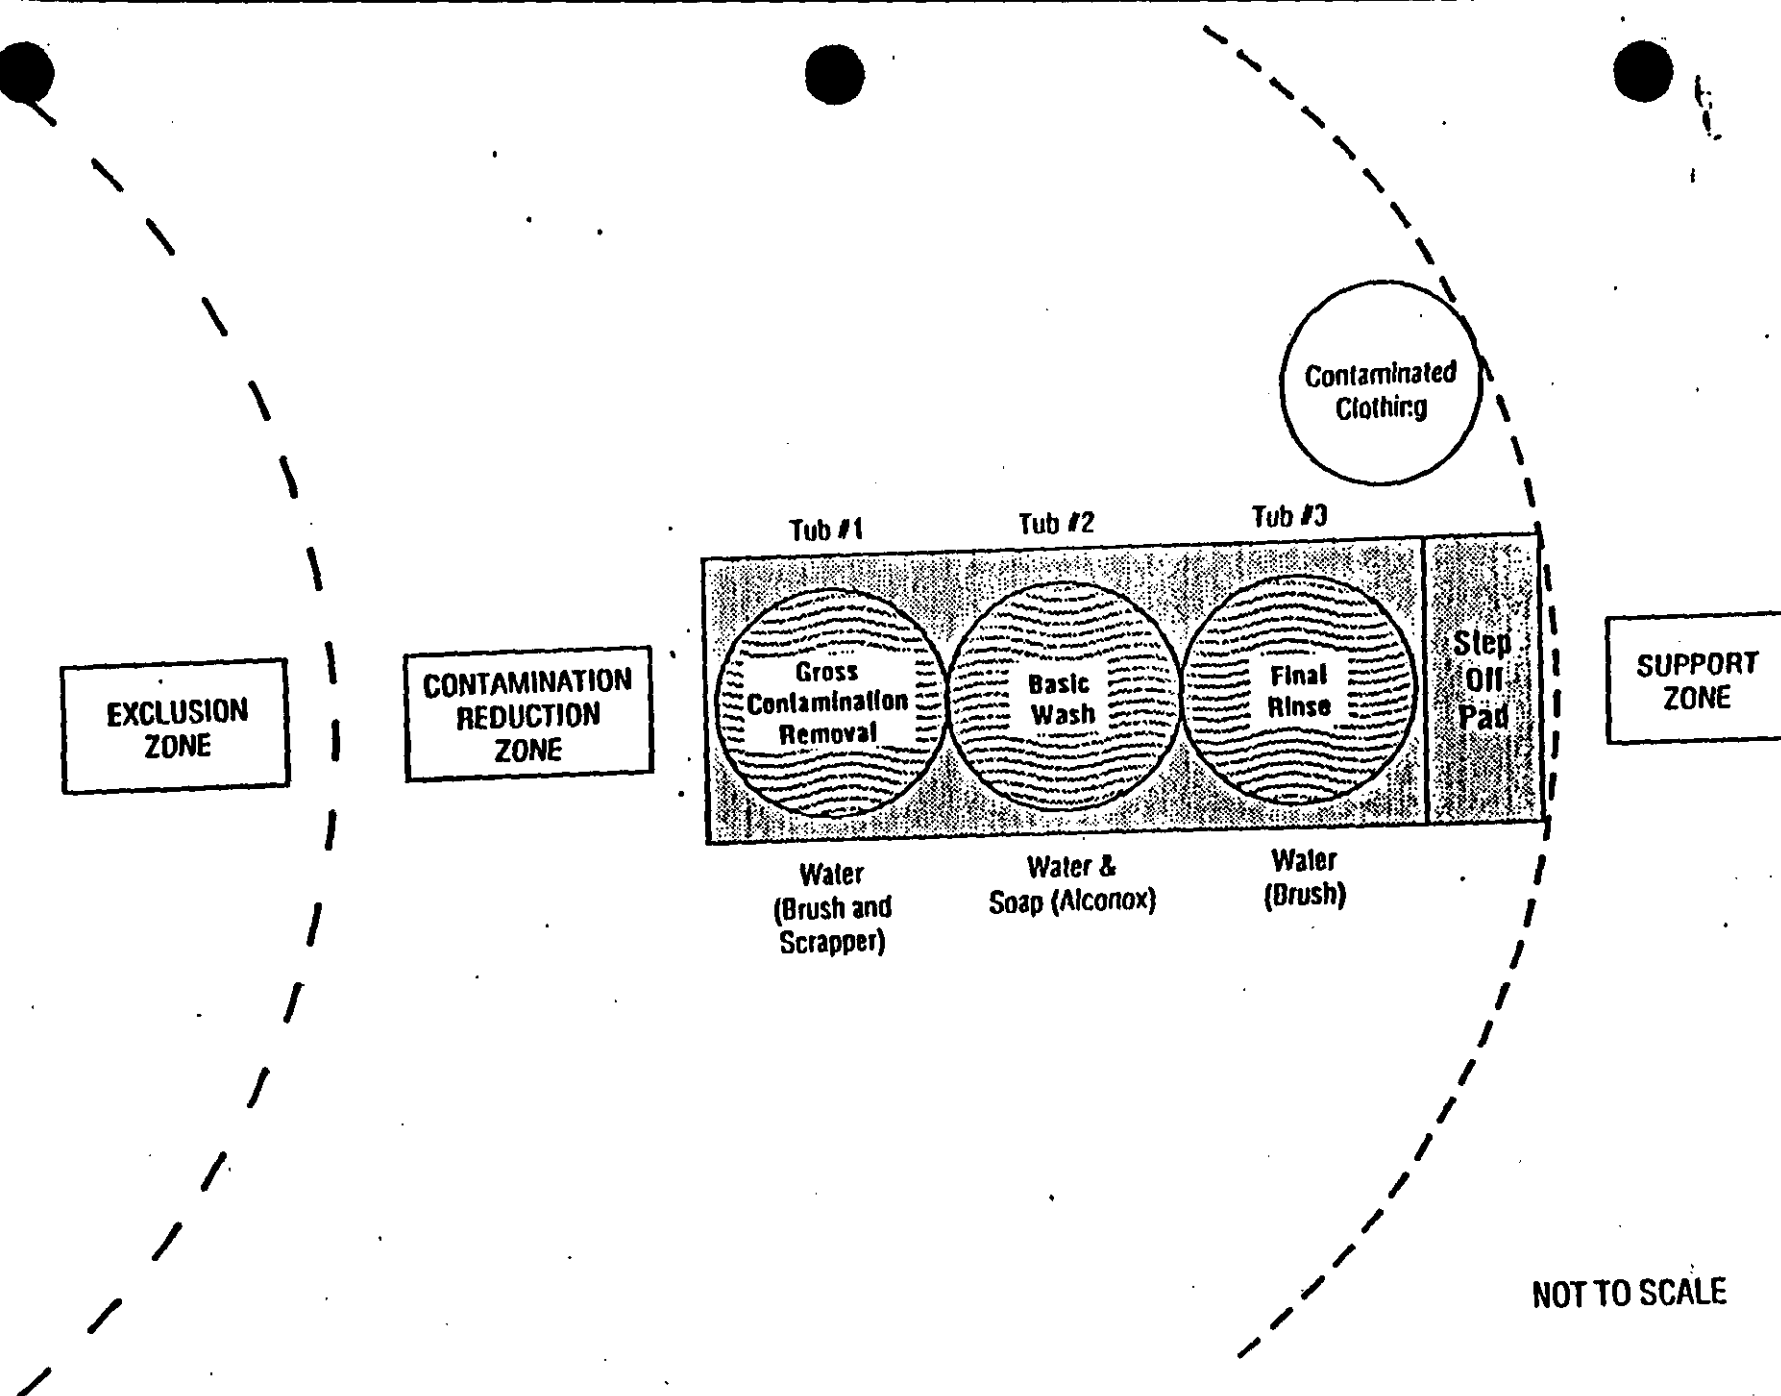 Contaminated
Clothing
Tub #1
Tub #2
Tub #3
EXCLUSION
ZONE
CONTAMINATION
REDUCTION
ZONE
Gross
Contamination
Removal
Basic
Wash
Final
Rinse
Step
Off
Pad
SUPPORT
ZONE
Water
(Brush and
Scrapper)
Water &
Soap (Alconox)
Water
(Brush)
NOT TO SCALE